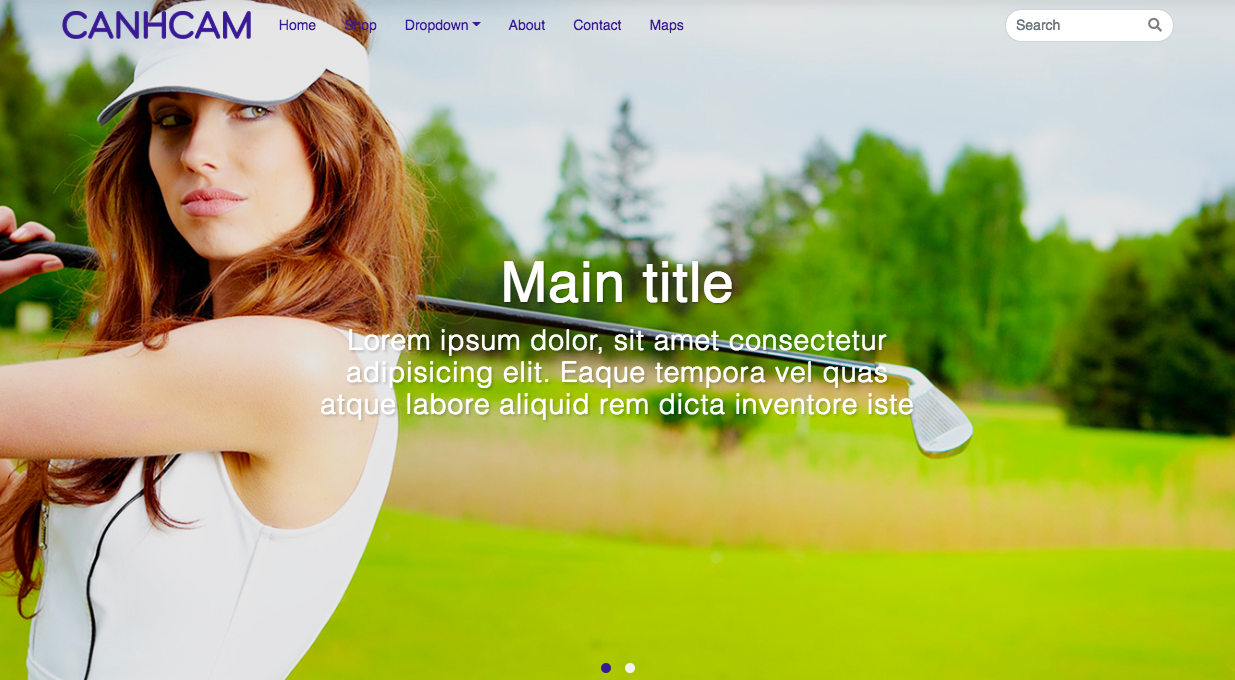 CANHCAM
Home
Shop
Dropdown
About
Contact
Maps
Search
Main title
Lorem ipsum dolor, sit amet consectetur
adipisicing elit. Eaque tempora vel quas
atque labore aliquid rem dicta inventore iste